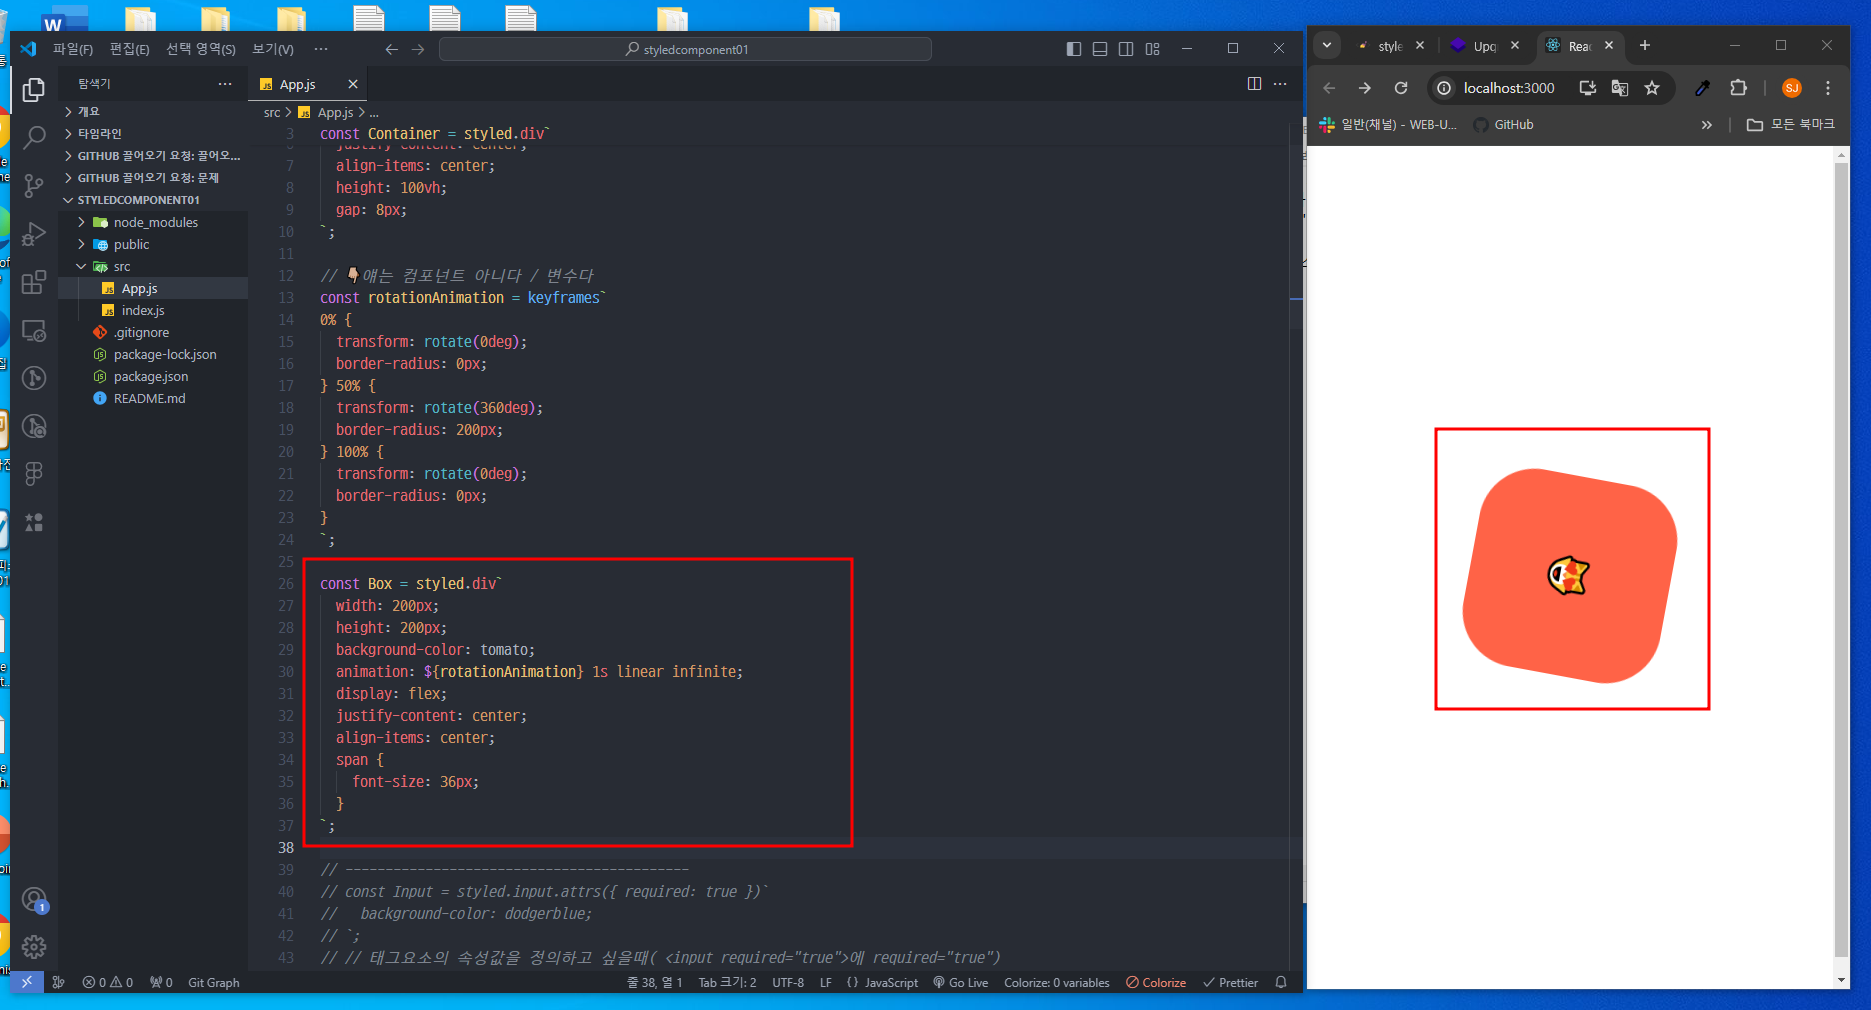 파일(F) 편집(E) 선택 영역(S) 보기(V) ··· styledcomponent01
탐색기 ···
개요
타임라인
GITHUB 끌어오기 요청: 끌어오...
GITHUB 끌어오기 요청: 문제
STYLEDCOMPONENT01
node_modules
public
src
App.js
index.js
.gitignore
package-lock.json
package.json
README.md
App.js
src > App.js > ...
3 const Container = styled.div`
justify-content: center;
7 align-items: center;
8 height: 100vh;
9 gap: 8px;
10 `;
11
12 // 👇🏽얘는 컴포넌트 아니다 / 변수다
13 const rotationAnimation = keyframes`
14 0% {
15 transform: rotate(0deg);
16 border-radius: 0px;
17 } 50% {
18 transform: rotate(360deg);
19 border-radius: 200px;
20 } 100% {
21 transform: rotate(0deg);
22 border-radius: 0px;
23 }
24 `;
25
26 const Box = styled.div`
27 width: 200px;
28 height: 200px;
29 background-color: tomato;
30 animation: ${rotationAnimation} 1s linear infinite;
31 display: flex;
32 justify-content: center;
33 align-items: center;
34 span {
35 font-size: 36px;
36 }
37 `;
38
39 // -------------------------------------------
40 // const Input = styled.input.attrs({ required: true })`
41 //   background-color: dodgerblue;
42 // `;
43 // // 태그요소의 속성값을 정의하고 싶을때( <input required="true">에 required="true")
1
0 0 0 Git Graph 줄 38, 열 1 Tab 크기: 2 UTF-8 LF {} JavaScript Go Live Colorize: 0 variables Colorize Prettier
style Upg Rea
localhost:3000 SJ
일반(채널) - WEB-U... GitHub » 모든 북마크